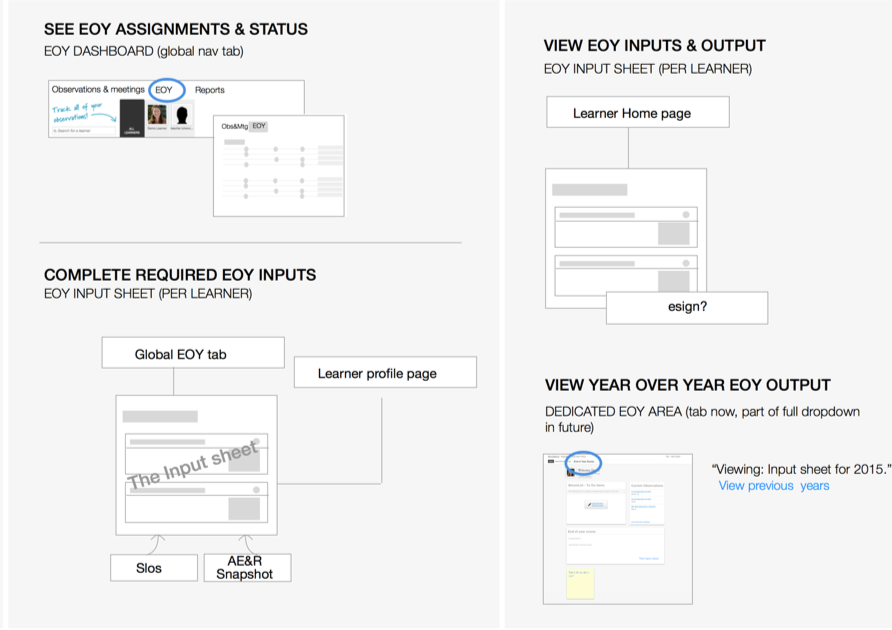 SEE EOY ASSIGNMENTS & STATUS
EOY DASHBOARD (global nav tab)
Observations & meetings EOY Reports
Track all of your
observations!
Search for a learner
ALL
LEARNERS
Obs&Mtg EOY
COMPLETE REQUIRED EOY INPUTS
EOY INPUT SHEET (PER LEARNER)
Global EOY tab
Learner profile page
The Input sheet
Slos
AE&R
Snapshot
VIEW EOY INPUTS & OUTPUT
EOY INPUT SHEET (PER LEARNER)
Learner Home page
esign?
VIEW YEAR OVER YEAR EOY OUTPUT
DEDICATED EOY AREA (tab now, part of full dropdown
in future)
“Viewing: Input sheet for 2015.”
View previous years